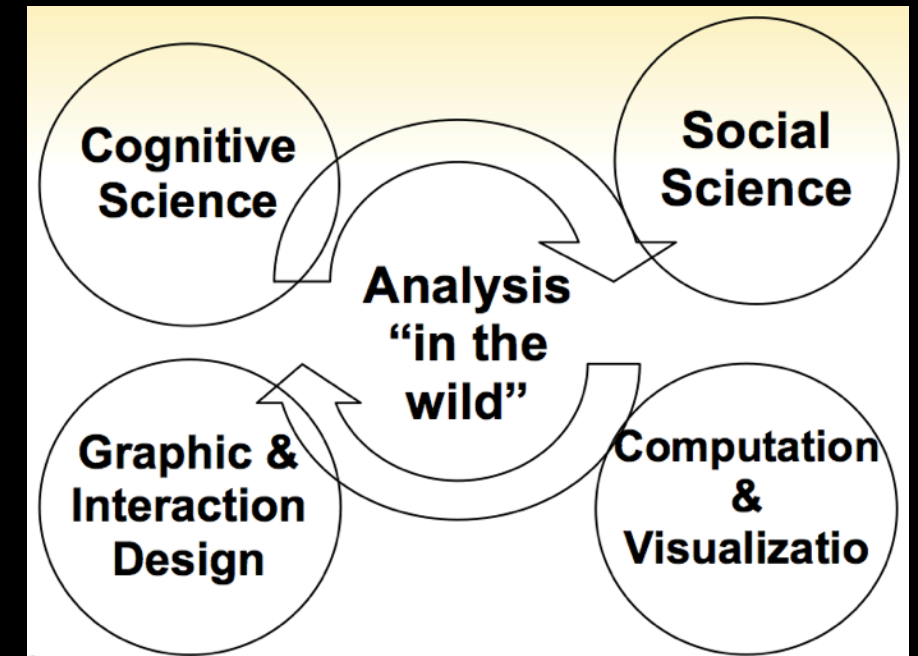 Cognitive
Science
Social
Science
Analysis
“in the
wild”
Graphic &
Interaction
Design
Computation
&
Visualizatio